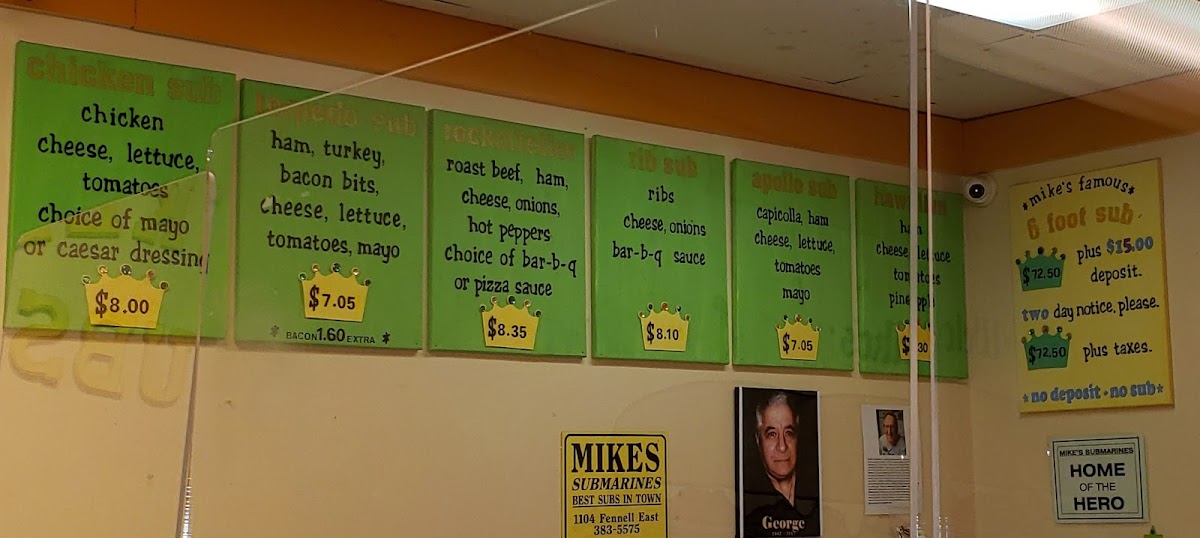 chicken sub
chicken
cheese, lettuce,
tomatoes
choice of mayo
or caesar dressing
$8.00
torpedo sub
ham, turkey,
bacon bits,
cheese, lettuce,
tomatoes, mayo
$7.05
* BACON 1.60 EXTRA *
rockafeller
roast beef, ham,
cheese, onions,
hot peppers
choice of bar-b-q
or pizza sauce
$8.35
rib sub
ribs
cheese, onions
bar-b-q sauce
$8.10
apollo sub
capicolla, ham
cheese, lettuce,
tomatoes
mayo
$7.05
hawaiian
ham
cheese, lettuce
tomatoes
pineapple
*mike's famous*
6 foot sub
$72.50 plus $15.00
deposit.
two day notice, please.
$72.50 plus taxes.
*no deposit - no sub*
MIKES
SUBMARINES
BEST SUBS IN TOWN
1104 Fennell East
383-5575
George
MIKE'S SUBMARINES
HOME
OF THE
HERO